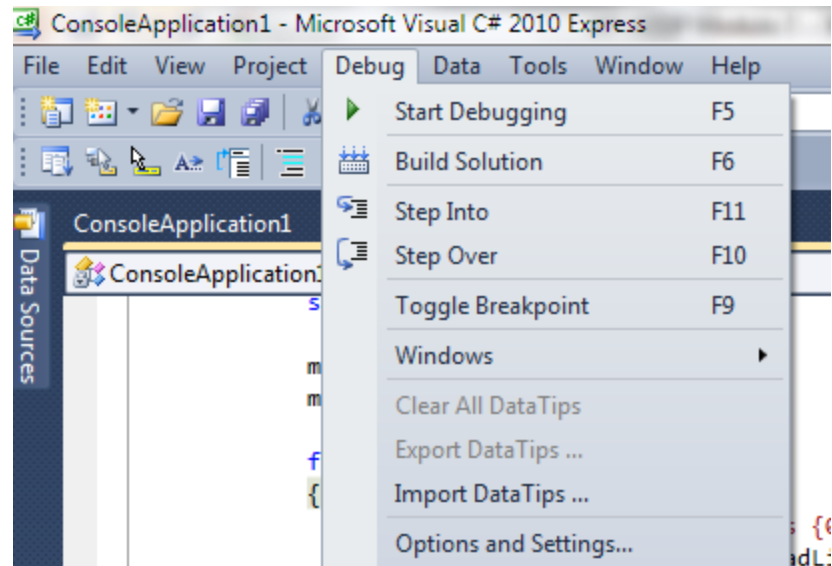 ConsoleApplication1 - Microsoft Visual C# 2010 Express
File Edit View Project Debug Data Tools Window Help
Start Debugging F5
Build Solution F6
Step Into F11
Step Over F10
Toggle Breakpoint F9
Windows
Clear All DataTips
Export DataTips ...
Import DataTips ...
Options and Settings...
ConsoleApplication1
ConsoleApplication1
Data Sources
s
m
m
f
{